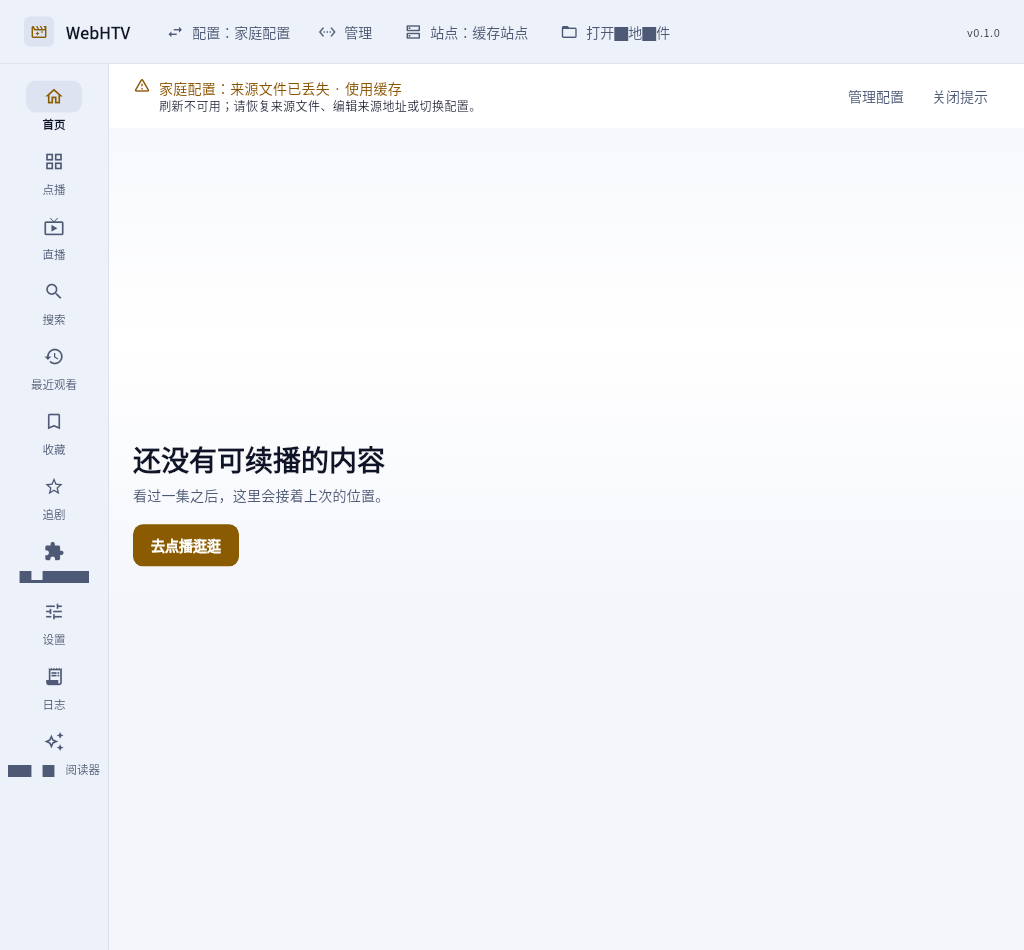 WebHTV
配置：家庭配置
管理
站点：缓存站点
打开 地 件
v0.1.0
家庭配置：来源文件已丢失 · 使用缓存
刷新不可用；请恢复来源文件、编辑来源地址或切换配置。
管理配置
关闭提示
首页
点播
直播
搜索
最近观看
收藏
追剧
设置
日志
阅读器
还没有可续播的内容
看过一集之后，这里会接着上次的位置。
去点播逛逛